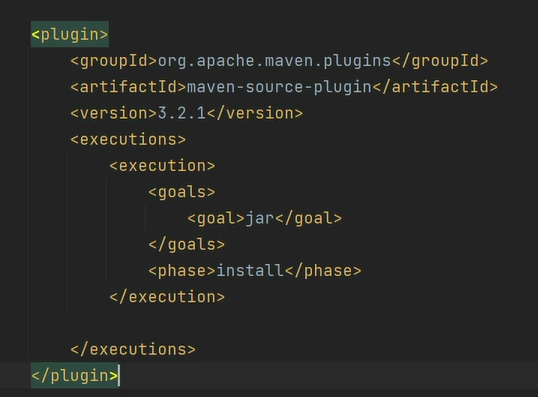 <plugin>
<groupId>org.apache.maven.plugins</groupId>
<artifactId>maven-source-plugin</artifactId>
<version>3.2.1</version>
<executions>
<execution>
<goals>
<goal>jar</goal>
</goals>
<phase>install</phase>
</execution>
</executions>
</plugin>